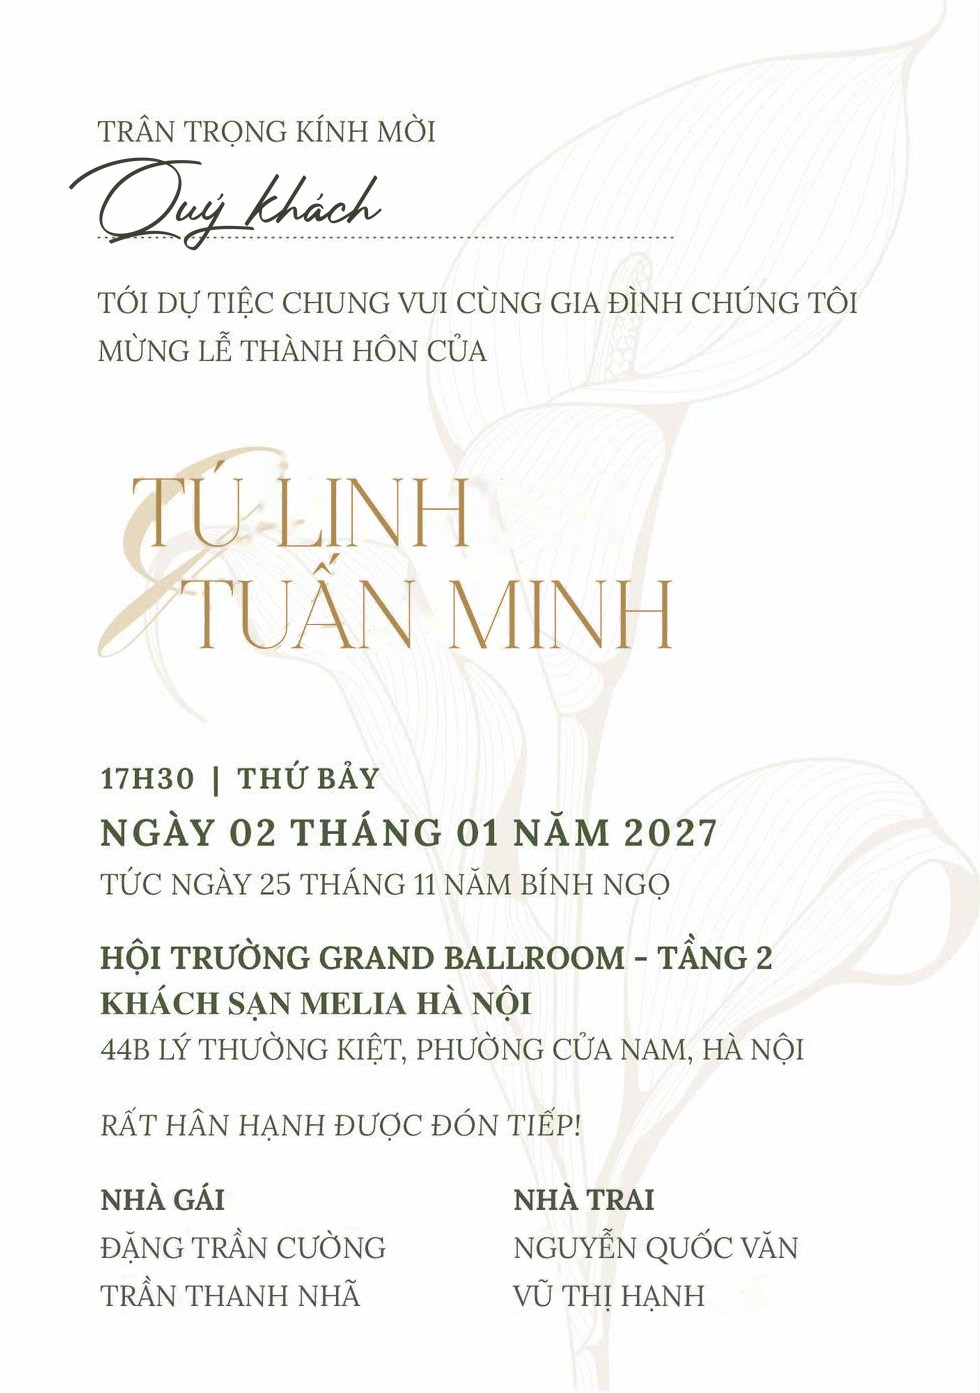 TRÂN TRỌNG KÍNH MỜI
Quý khách
TỚI DỰ TIỆC CHUNG VUI CÙNG GIA ĐÌNH CHÚNG TÔI
MỪNG LỄ THÀNH HÔN CỦA
TÚ LỊNH
& TUẤN MINH
17H30 | THỨ BẢY
NGÀY 02 THÁNG 01 NĂM 2027
TỨC NGÀY 25 THÁNG 11 NĂM BÍNH NGỌ
HỘI TRƯỜNG GRAND BALLROOM - TẦNG 2
KHÁCH SẠN MELIA HÀ NỘI
44B LÝ THƯỜNG KIỆT, PHƯỜNG CỬA NAM, HÀ NỘI
RẤT HÂN HẠNH ĐƯỢC ĐÓN TIẾP!
NHÀ GÁI
ĐẶNG TRẦN CƯỜNG
TRẦN THANH NHÃ
NHÀ TRAI
NGUYỄN QUỐC VĂN
VŨ THỊ HẠNH